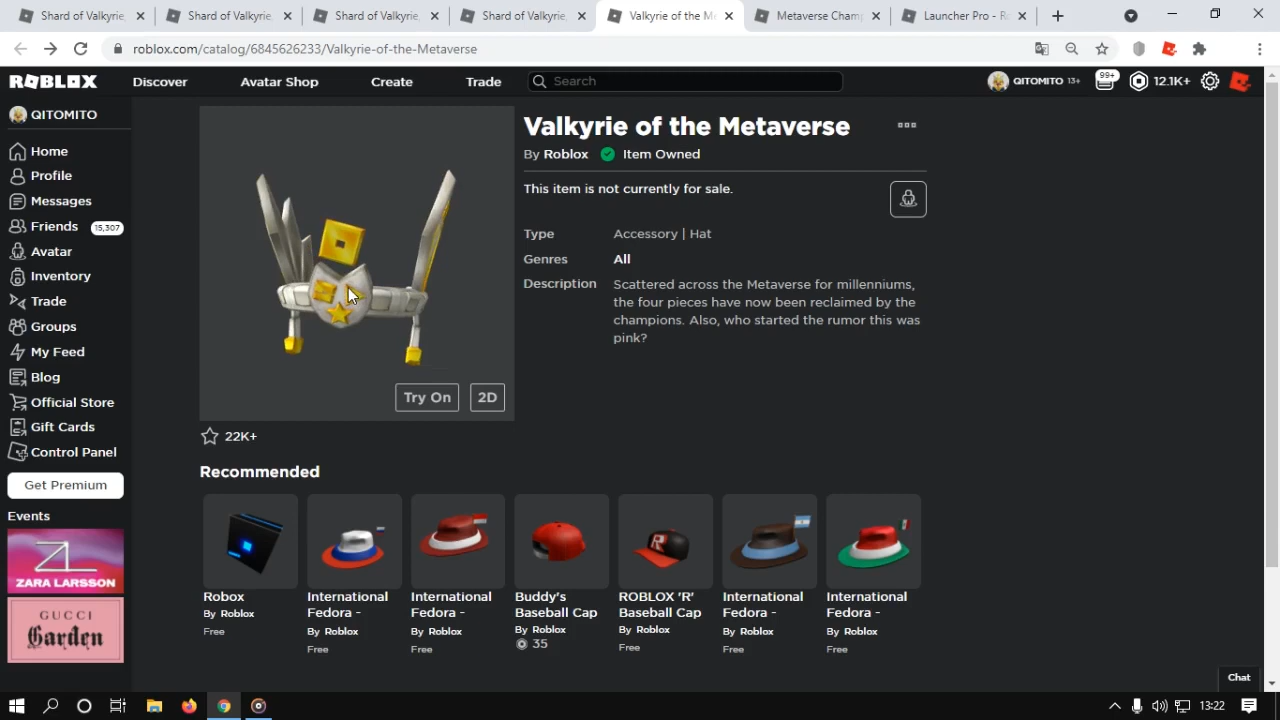 Shard of Valkyrie,
Shard of Valkyrie,
Shard of Valkyrie,
Shard of Valkyrie,
Valkyrie of the Me
Metaverse Cham
Launcher Pro - R
roblox.com/catalog/6845626233/Valkyrie-of-the-Metaverse
ROBLOX
Discover
Avatar Shop
Create
Trade
Search
QITOMITO 13+
99+
12.1K+
QITOMITO
Home
Profile
Messages
Friends 15,307
Avatar
Inventory
Trade
Groups
My Feed
Blog
Official Store
Gift Cards
Control Panel
Get Premium
Events
ZARA LARSSON
GUCCI
Garden
Valkyrie of the Metaverse
By Roblox Item Owned
This item is not currently for sale.
Type Accessory | Hat
Genres All
Description Scattered across the Metaverse for millenniums,
the four pieces have now been reclaimed by the
champions. Also, who started the rumor this was
pink?
Try On
2D
22K+
Recommended
Robox
By Roblox
Free
International
Fedora -
By Roblox
Free
International
Fedora -
By Roblox
Free
Buddy's
Baseball Cap
By Roblox
35
ROBLOX 'R'
Baseball Cap
By Roblox
Free
International
Fedora -
By Roblox
Free
International
Fedora -
By Roblox
Free
Chat
13:22